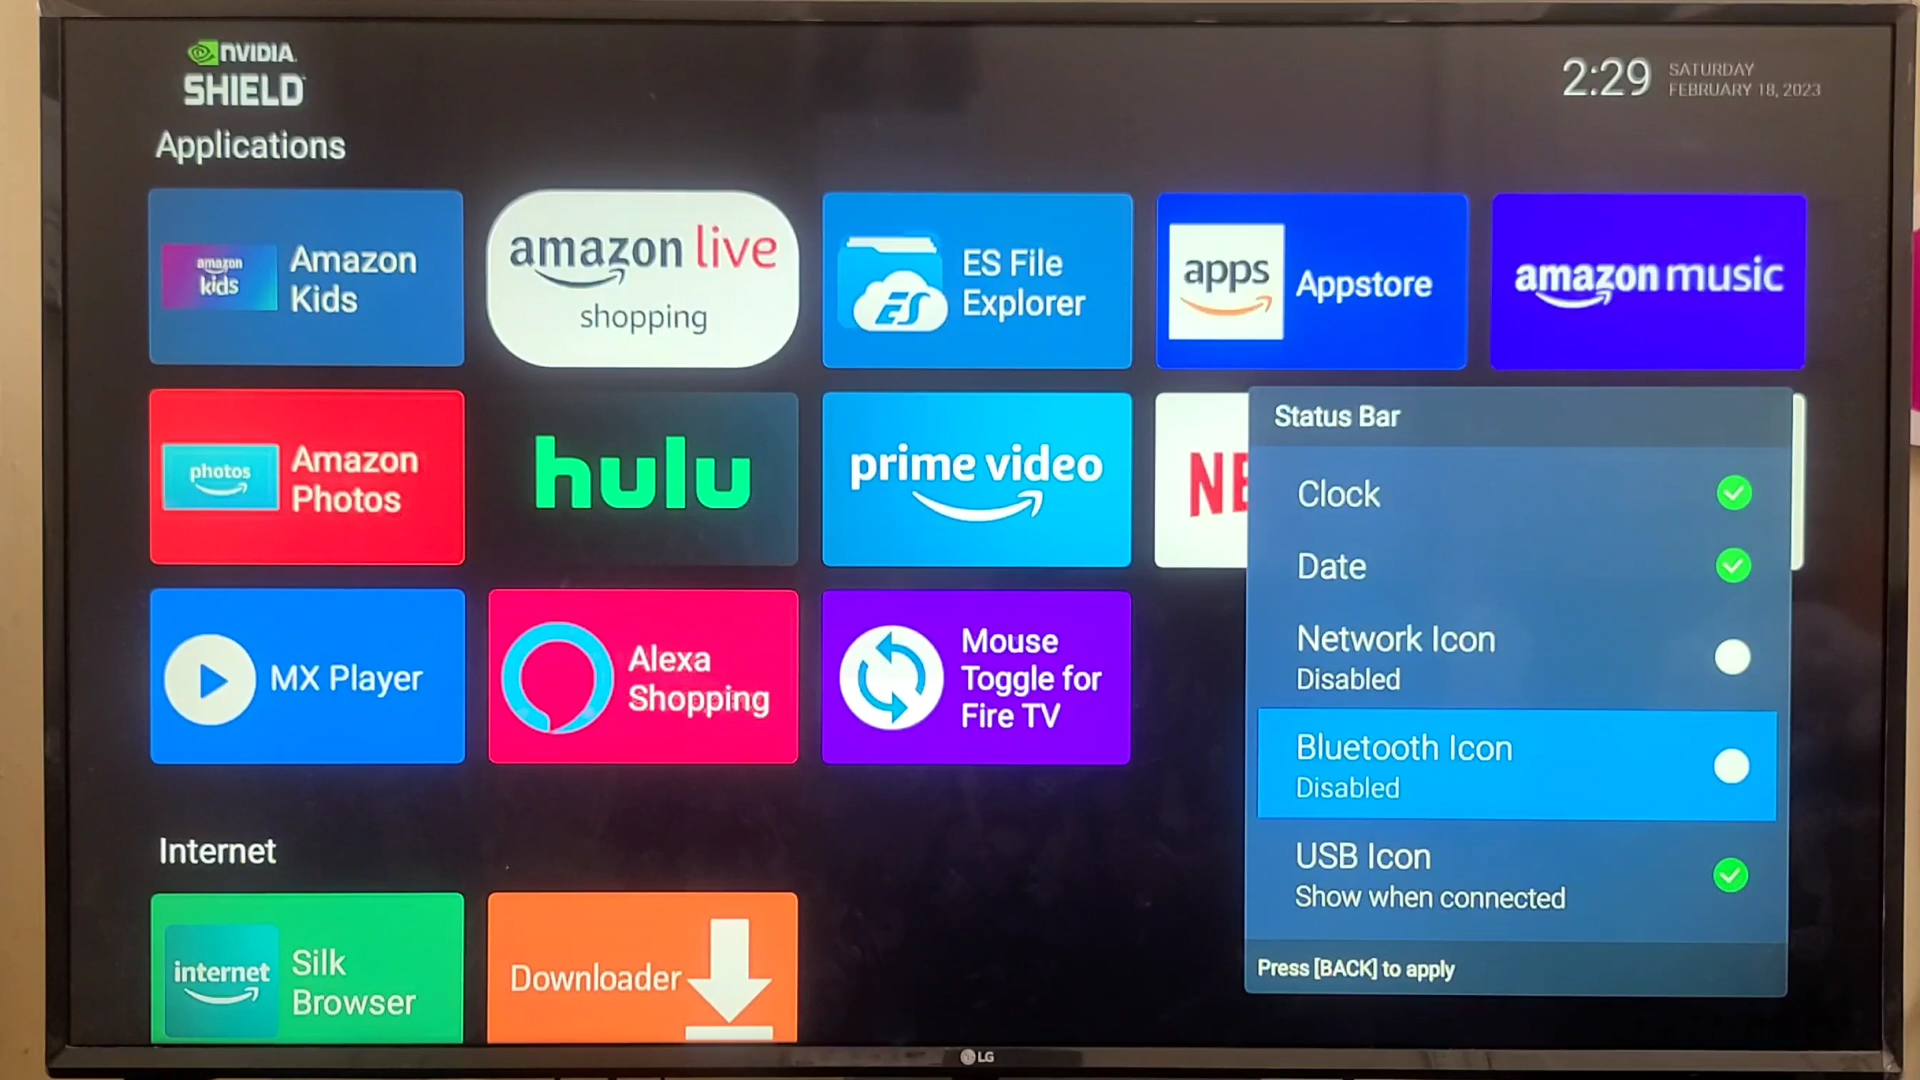 NVIDIA.
SHIELD
2:29
SATURDAY
FEBRUARY 18, 2023
Applications
amazon
kids
Amazon
Kids
amazon live
shopping
ES
ES File
Explorer
apps
Appstore
amazon music
photos
Amazon
Photos
hulu
prime video
NE
MX Player
Alexa
Shopping
Mouse
Toggle for
Fire TV
Status Bar
Clock
Date
Network Icon
Disabled
Bluetooth Icon
Disabled
USB Icon
Show when connected
Press [BACK] to apply
Internet
internet
Silk
Browser
Downloader
LG